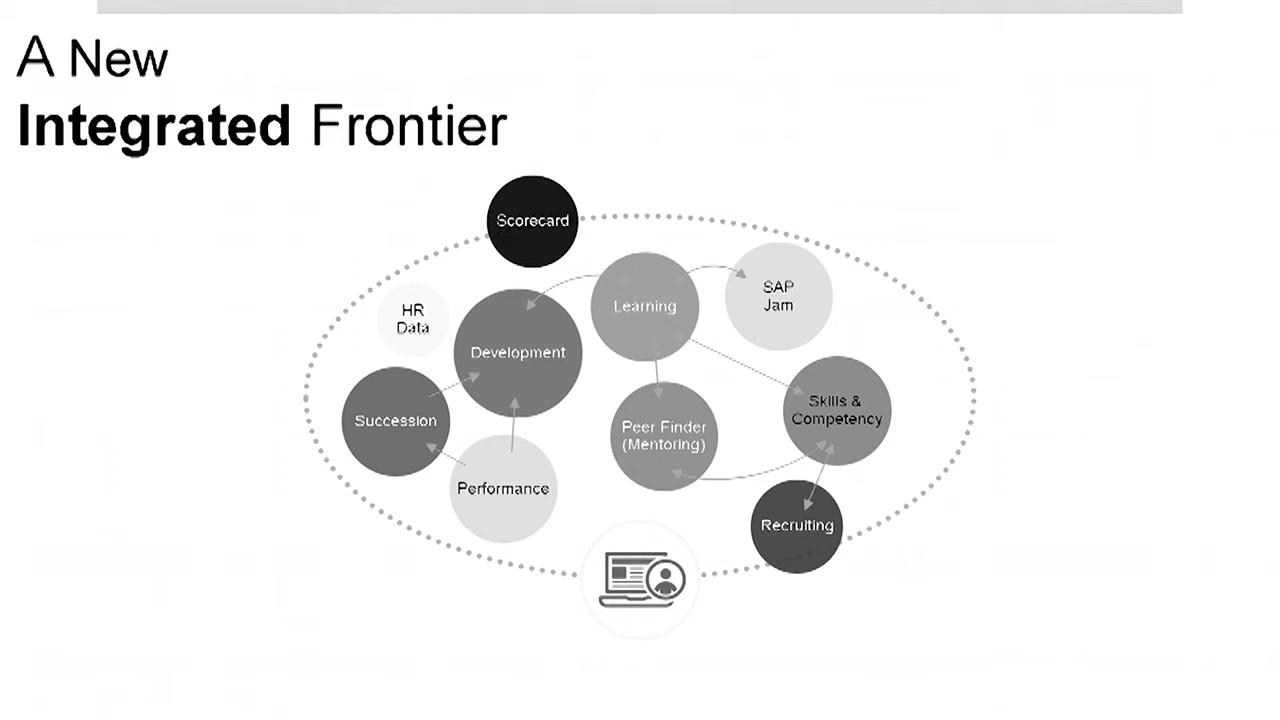 A New
Integrated Frontier
Scorecard
Learning
SAP
Jam
HR
Data
Development
Skills &
Competency
Succession
Peer Finder
(Mentoring)
Performance
Recruiting